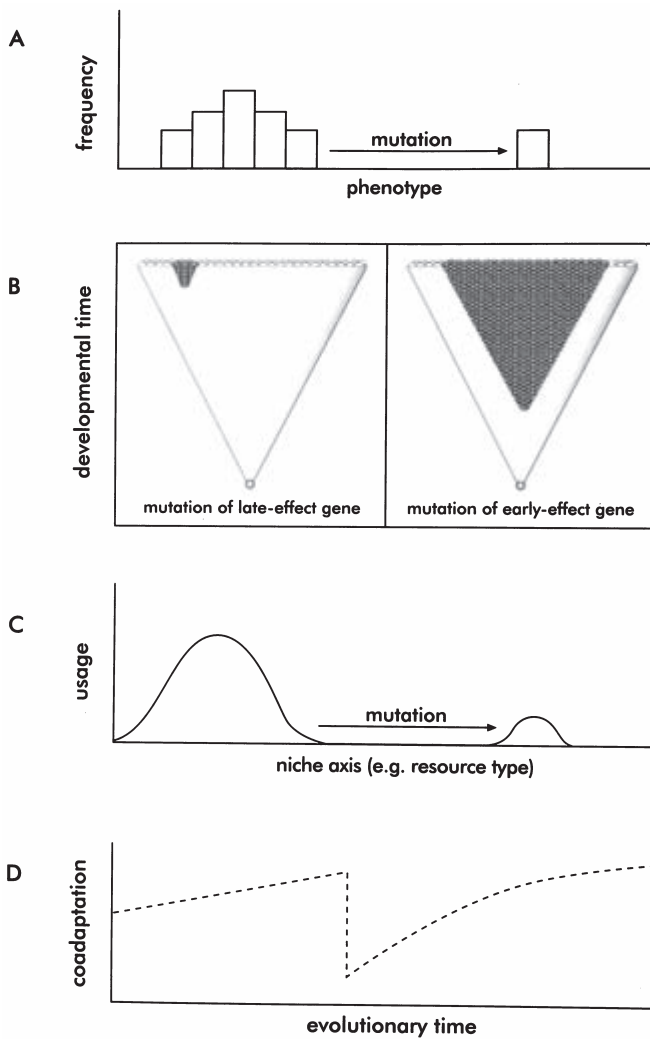 A
frequency
mutation
phenotype
B
developmental time
mutation of late-effect gene
mutation of early-effect gene
C
usage
mutation
niche axis (e.g. resource type)
D
coadaptation
evolutionary time